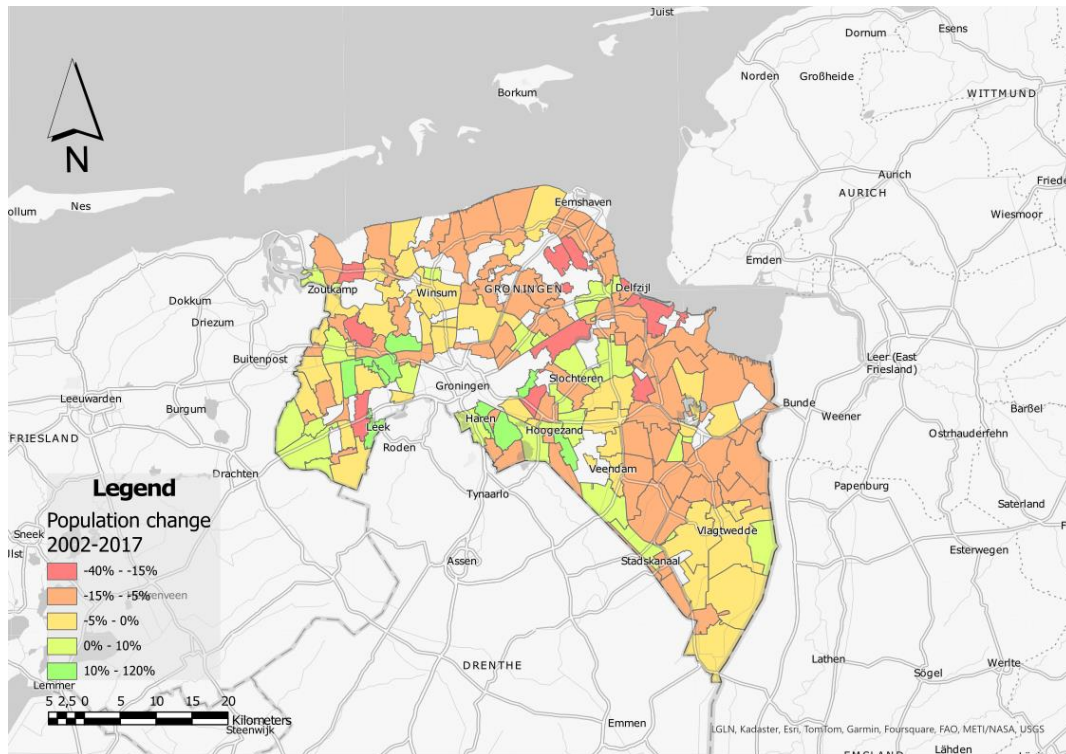 Juist
Dornum
Esens
Norden
Großheide
WITTMUND
Borkum
N
Aurich
AURICH
Friede
Wiesmoor
ollum
Nes
Eemshaven
Emden
Zoutkamp
Winsum
GRONINGEN
Delfzijl
Dokkum
Driezum
Buitenpost
Leer (East
Friesland)
Leeuwarden
Burgum
Groningen
Slochteren
Bunde
Weener
Barßel
FRIESLAND
Leek
Haren
Hoogezand
Ostrhauderfehn
Drachten
Roden
Veendam
Papenburg
Tynaarlo
Saterland
Legend
Population change
2002-2017
Sneek
IJlst
Vlagtwedde
Esterwegen
Assen
Stadskanaal
-40% - -15%
-15% - -5%
enveen
-5% - 0%
0% - 10%
10% - 120%
DRENTHE
Lathen
Sögel
Werlte
Lemmer
5 2,5 0 5 10 15 20
Kilometers
Steenwijk
Emmen
LGLN, Kadaster, Esri, TomTom, Garmin, Foursquare, FAO, METI/NASA, USGS
EMSLAND
Lähden